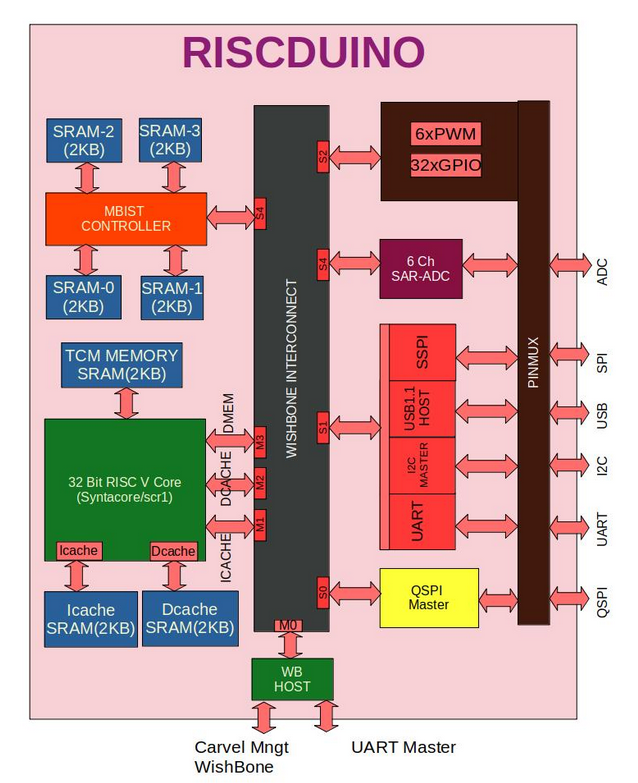 RISCDUINO
SRAM-2
(2KB)
SRAM-3
(2KB)
MBIST
CONTROLLER
SRAM-0
(2KB)
SRAM-1
(2KB)
TCM MEMORY
SRAM(2KB)
32 Bit RISC V Core
(Syntacore/scr1)
Icache
Dcache
Icache
SRAM(2KB)
Dcache
SRAM(2KB)
DMEM
DCACHE
ICACHE
S4
M3
M2
M1
M0
WISHBONE INTERCONNECT
S2
S4
S1
S0
6xPWM
32xGPIO
6 Ch
SAR-ADC
SSPI
USB1.1
HOST
I2C
MASTER
UART
QSPI
Master
PINMUX
ADC
SPI
USB
I2C
UART
QSPI
WB
HOST
Carvel Mngt
WishBone
UART Master